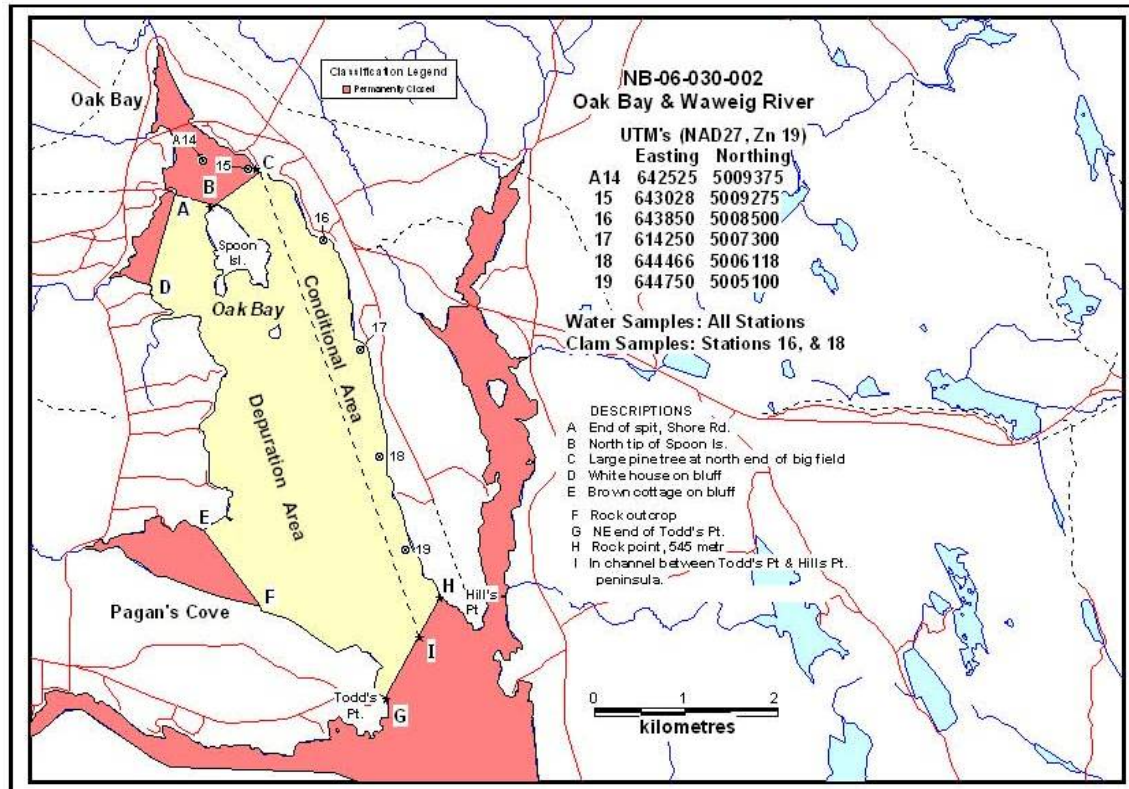 Classification Legend
Permanently Closed
NB-06-030-002
Oak Bay & Waweig River
UTM's (NAD27, Zn 19)
Easting Northing
A14 642525 5009375
15 643028 5009275
16 643850 5008500
17 614250 5007300
18 644466 5006118
19 644750 5005100
Water Samples: All Stations
Clam Samples: Stations 16, & 18
DESCRIPTIONS
A End of spit, Shore Rd.
B North tip of Spoon Is.
C Large pine tree at north end of big field
D White house on bluff
E Brown cottage on bluff
F Rock outcrop
G NE end of Todd's Pt.
H Rock point, 545 metr
I In channel between Todd's Pt & Hills Pt.
peninsula.
0 1 2
kilometres
Oak Bay
A14
15
C
B
A
16
Spoon
Isl.
D
Oak Bay
Conditional Area
17
Depuration Area
18
E
19
H
Hill's
Pt
F
Pagan's Cove
I
Todd's
Pt.
G